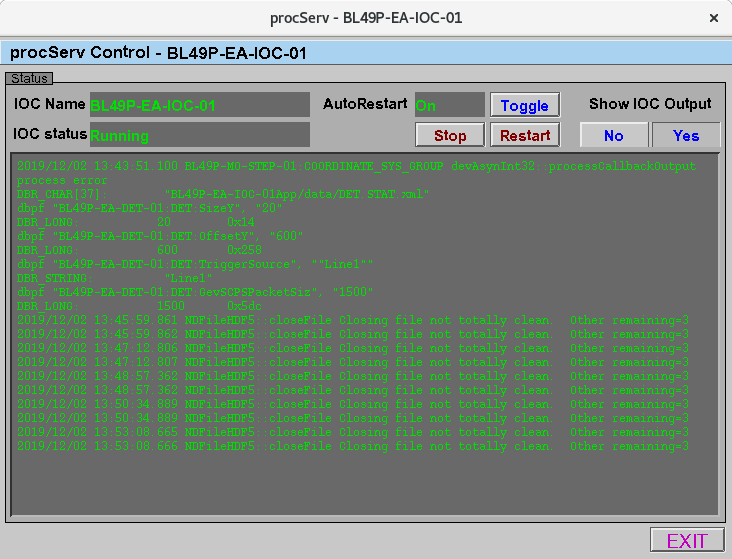 procServ - BL49P-EA-IOC-01
procServ Control - BL49P-EA-IOC-01
Status
IOC Name BL49P-EA-IOC-01 AutoRestart On Toggle Show IOC Output
IOC status Running Stop Restart No Yes
2019/12/02 13:43:51.100 BL49P-MO-STEP-01:COORDINATE_SYS_GROUP devAsynInt32::processCallbackOutput
process error
DBR_CHAR[37]: "BL49P-EA-IOC-01App/data/DET.STAT.xml"
dbpf "BL49P-EA-DET-01:DET:SizeY", "20"
DBR_LONG: 20 0x14
dbpf "BL49P-EA-DET-01:DET:OffsetY", "600"
DBR_LONG: 600 0x258
dbpf "BL49P-EA-DET-01:DET:TriggerSource", ""Line1""
DBR_STRING: "Line1"
dbpf "BL49P-EA-DET-01:DET:GevSCPSPacketSiz", "1500"
DBR_LONG: 1500 0x5dc
2019/12/02 13:45:59.861 NDFileHDF5::closeFile Closing file not totally clean. Other remaining=3
2019/12/02 13:45:59.862 NDFileHDF5::closeFile Closing file not totally clean. Other remaining=3
2019/12/02 13:47:12.806 NDFileHDF5::closeFile Closing file not totally clean. Other remaining=3
2019/12/02 13:47:12.807 NDFileHDF5::closeFile Closing file not totally clean. Other remaining=3
2019/12/02 13:48:57.362 NDFileHDF5::closeFile Closing file not totally clean. Other remaining=3
2019/12/02 13:48:57.362 NDFileHDF5::closeFile Closing file not totally clean. Other remaining=3
2019/12/02 13:50:34.889 NDFileHDF5::closeFile Closing file not totally clean. Other remaining=3
2019/12/02 13:50:34.889 NDFileHDF5::closeFile Closing file not totally clean. Other remaining=3
2019/12/02 13:53:08.665 NDFileHDF5::closeFile Closing file not totally clean. Other remaining=3
2019/12/02 13:53:08.666 NDFileHDF5::closeFile Closing file not totally clean. Other remaining=3
EXIT